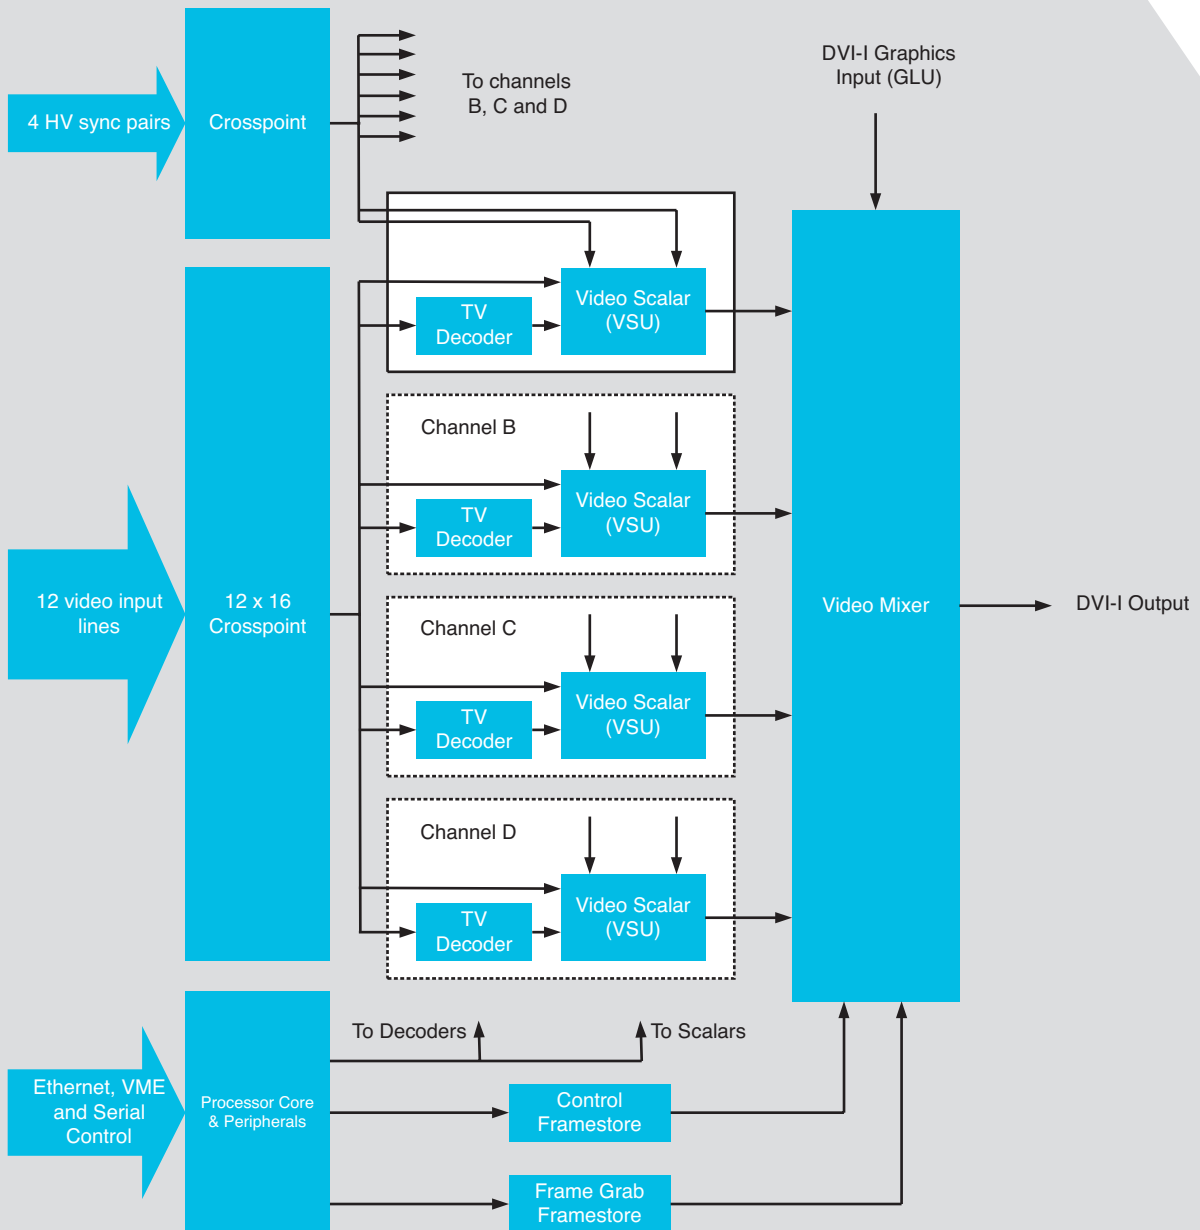 4 HV sync pairs
Crosspoint
To channels
B, C and D
DVI-I Graphics
Input (GLU)
Video Scalar
(VSU)
TV
Decoder
Channel B
Video Scalar
(VSU)
TV
Decoder
12 video input
lines
12 x 16
Crosspoint
Channel C
Video Scalar
(VSU)
TV
Decoder
Video Mixer
DVI-I Output
Channel D
Video Scalar
(VSU)
TV
Decoder
To Decoders
To Scalars
Ethernet, VME
and Serial
Control
Processor Core
& Peripherals
Control
Framestore
Frame Grab
Framestore